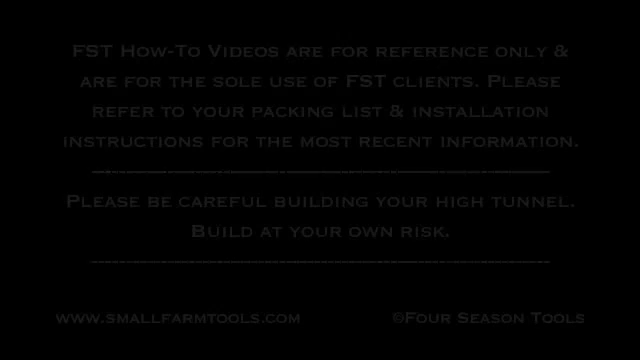 FST How-To Videos are for reference only &
are for the sole use of FST clients. Please
refer to your packing list & installation
instructions for the most recent information.
Please be careful building your high tunnel.
Build at your own risk.
www.smallfarmtools.com ©Four Season Tools